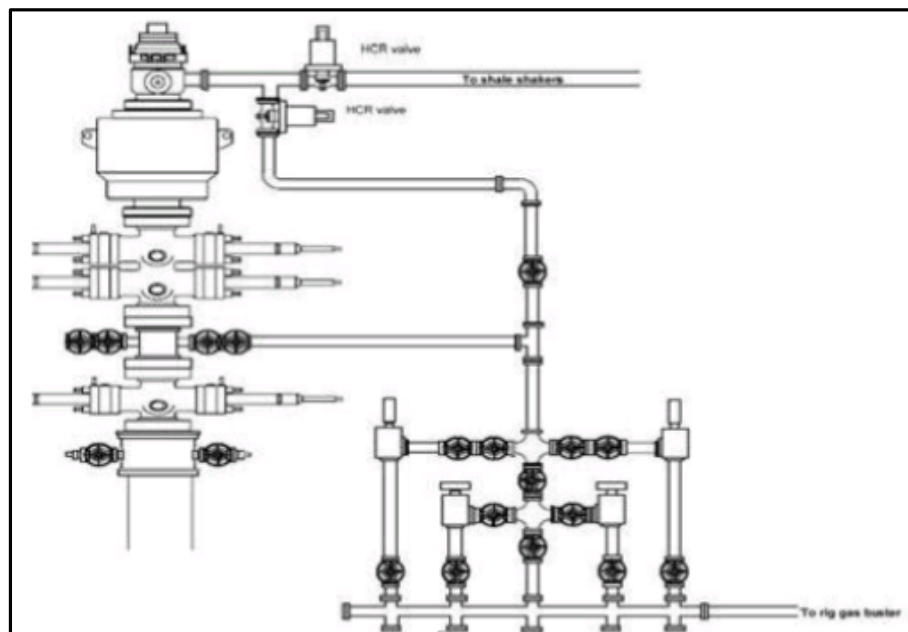 HCR valve
To shale shakers
HCR valve
To rig gas buster